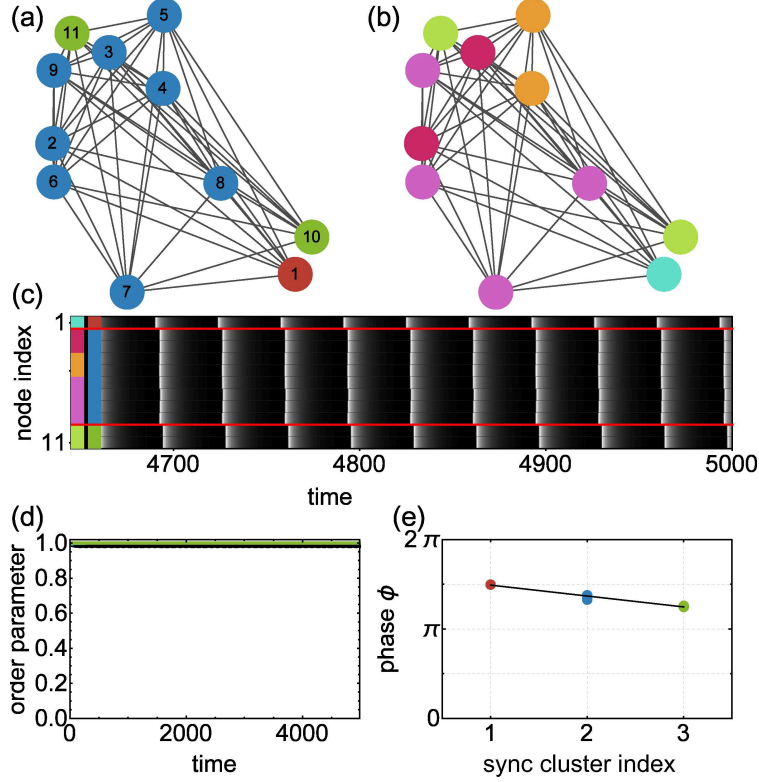 (a)
(b)
5
11
3
9
4
2
6
8
10
1
7
(c)
node index
1
11
4700 4800 4900 5000
time
(d)
order parameter
1.0
0.8
0.6
0.4
0.2
0.0
0 2000 4000
time
(e)
phase ϕ
2π
π
0
1 2 3
sync cluster index